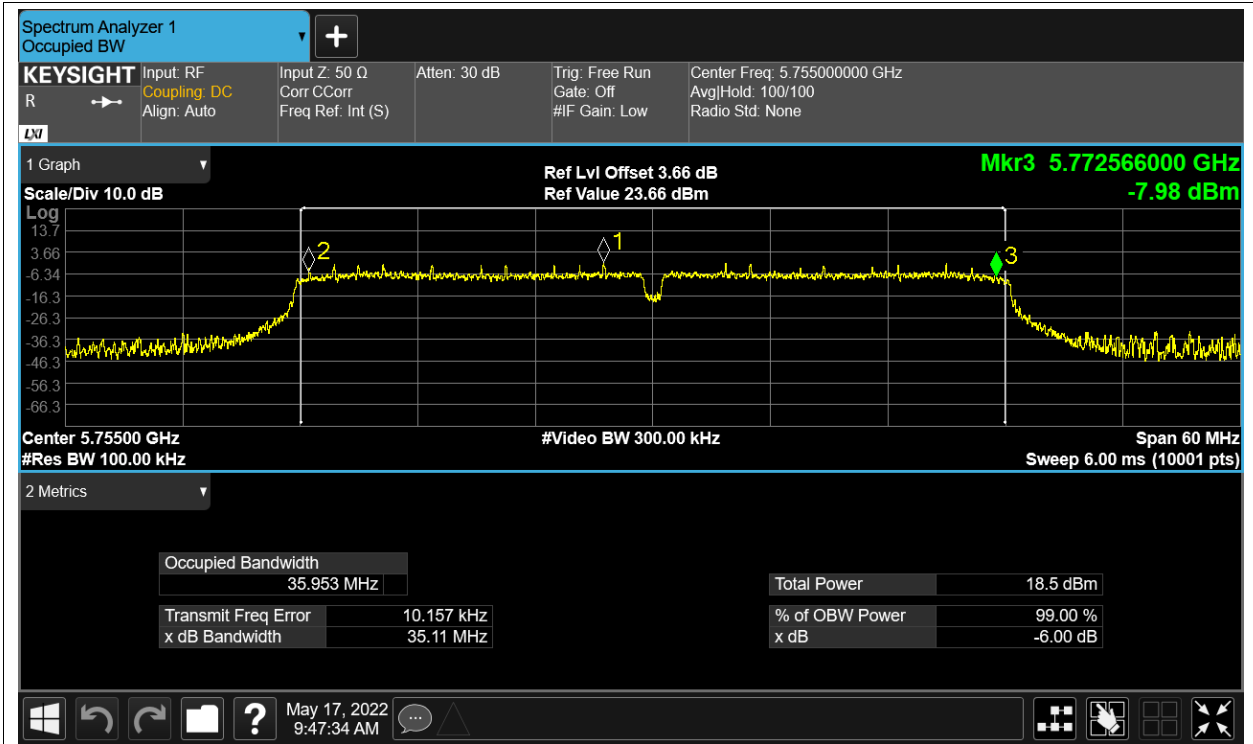 Spectrum Analyzer 1
Occupied BW
KEYSIGHT
R
LXI
Input: RF
Coupling: DC
Align: Auto
Input Z: 50 Ω
Corr CCorr
Freq Ref: Int (S)
Atten: 30 dB
Trig: Free Run
Gate: Off
#IF Gain: Low
Center Freq: 5.755000000 GHz
Avg|Hold: 100/100
Radio Std: None
1 Graph
Scale/Div 10.0 dB
Ref Lvl Offset 3.66 dB
Ref Value 23.66 dBm
Mkr3 5.772566000 GHz
-7.98 dBm
Log
13.7
3.66
-6.34
-16.3
-26.3
-36.3
-46.3
-56.3
-66.3
2
1
3
Center 5.75500 GHz
#Res BW 100.00 kHz
#Video BW 300.00 kHz
Span 60 MHz
Sweep 6.00 ms (10001 pts)
2 Metrics
Occupied Bandwidth
35.953 MHz
Transmit Freq Error 10.157 kHz
x dB Bandwidth 35.11 MHz
Total Power 18.5 dBm
% of OBW Power 99.00 %
x dB -6.00 dB
?
May 17, 2022
9:47:34 AM